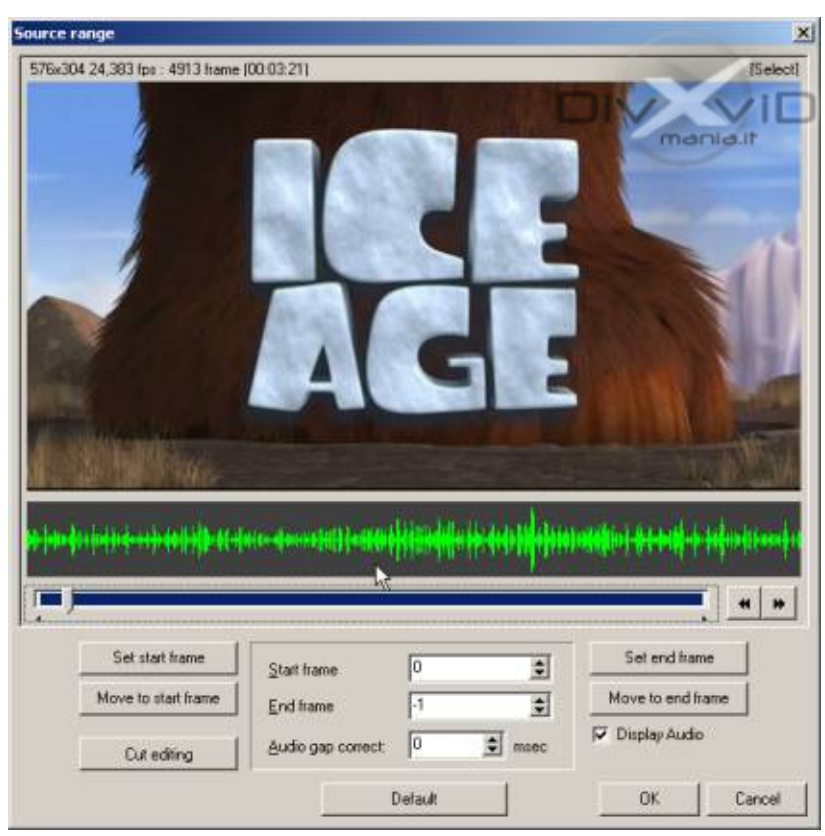 Source range
576x304 24,383 fps : 4913 frame [00:03:21]
[Select]
DivXviD
mania.it
ICE
AGE
Set start frame
Start frame
0
Set end frame
Move to start frame
End frame
-1
Move to end frame
Cut editing
Audio gap correct:
0
msec
Display Audio
Default
OK
Cancel